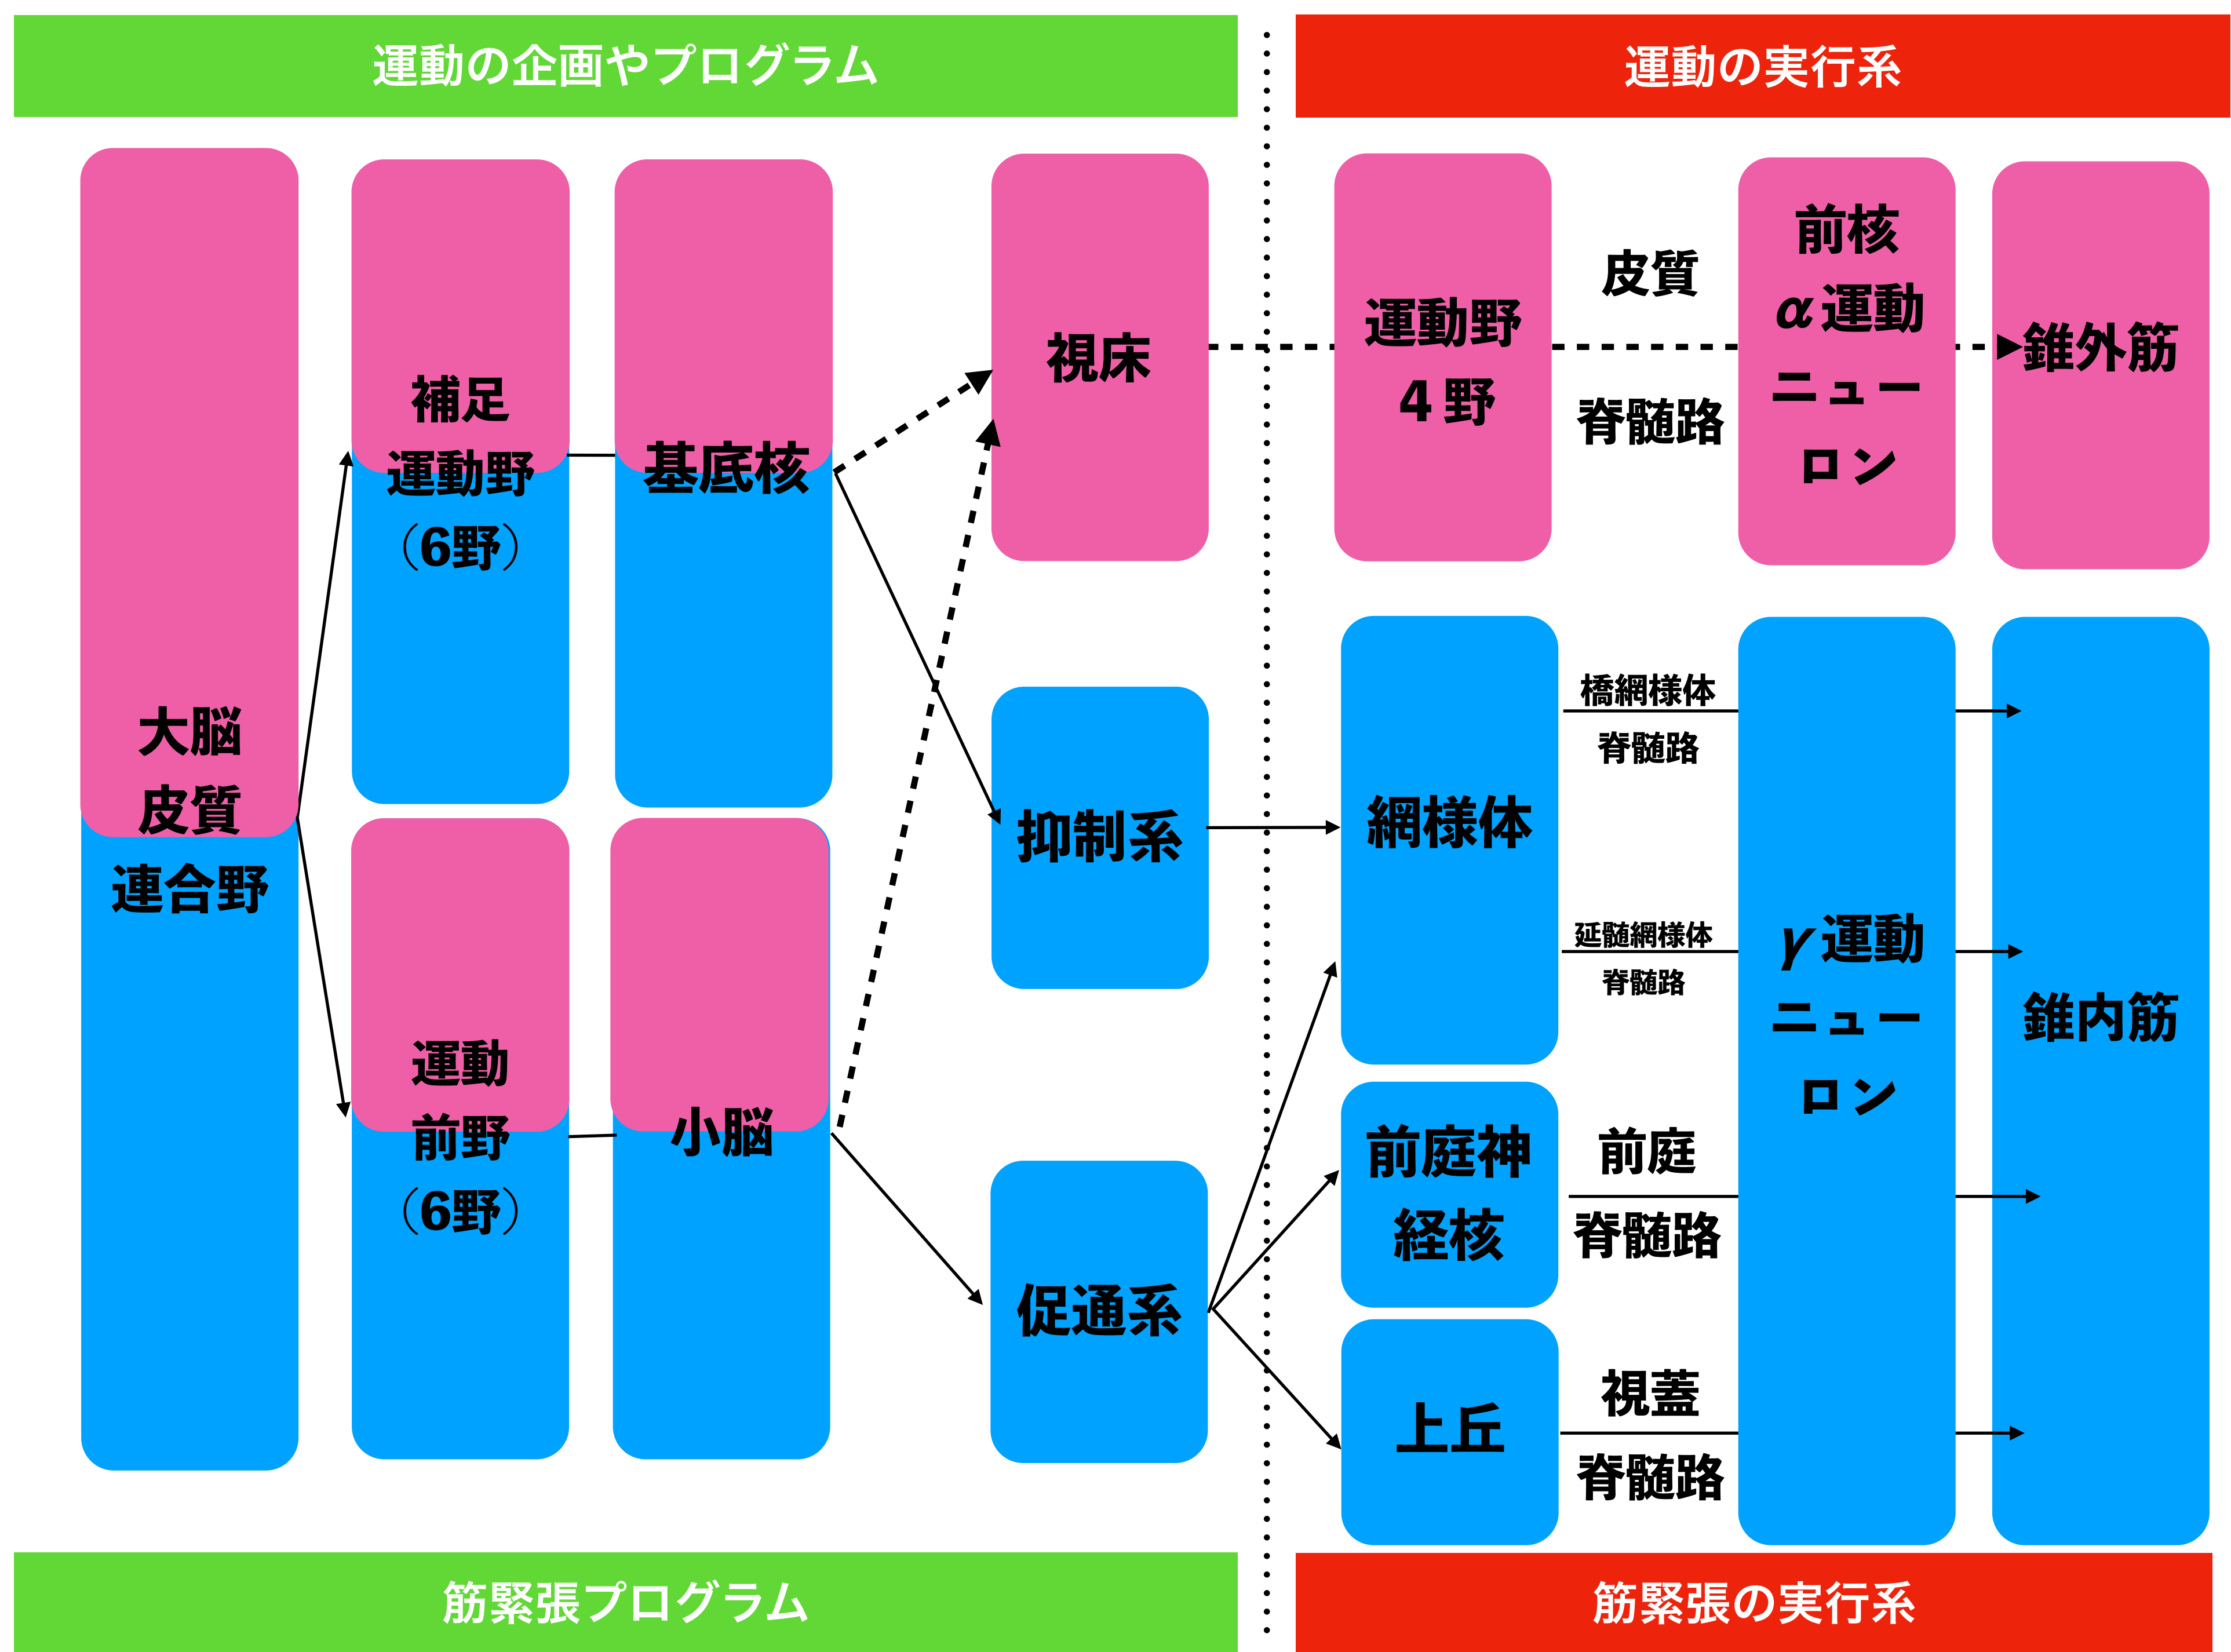 運動の企画やプログラム
運動の実行系
大脳
皮質
連合野
補足
運動野
（6野）
基底核
運動
前野
（6野）
小脳
視床
抑制系
促通系
運動野
４野
皮質
脊髄路
前核
α運動
ニュー
ロン
錐外筋
網様体
橋網様体
脊髄路
延髄網様体
脊髄路
前庭神
経核
前庭
脊髄路
上丘
視蓋
脊髄路
γ運動
ニュー
ロン
錐内筋
筋緊張プログラム
筋緊張の実行系